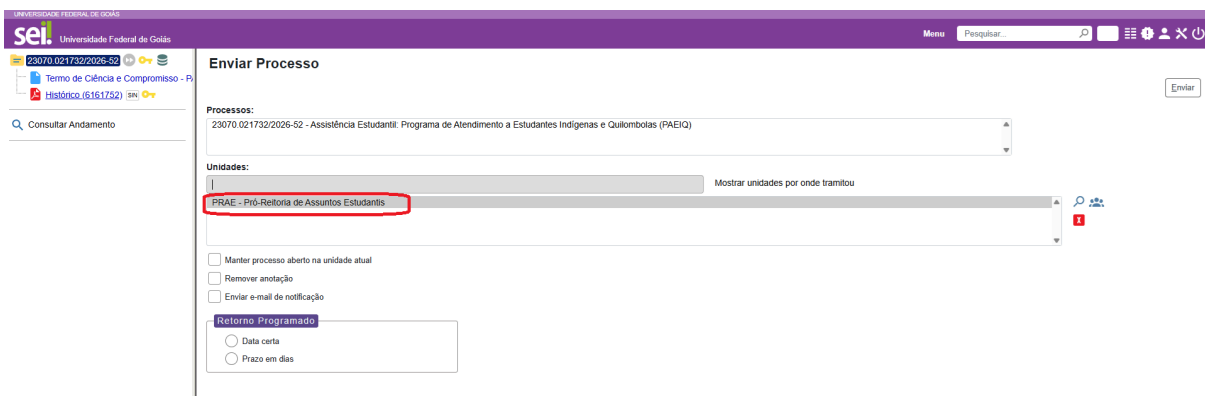 UNIVERSIDADE FEDERAL DE GOIÁS
sei! Universidade Federal de Goiás
Menu
Pesquisar...
23070.021732/2026-52
Termo de Ciência e Compromisso - PA
Histórico (6161752) SIN
Consultar Andamento
Enviar Processo
Enviar
Processos:
23070.021732/2026-52 - Assistência Estudantil: Programa de Atendimento a Estudantes Indígenas e Quilombolas (PAEIQ)
Unidades:
Mostrar unidades por onde tramitou
PRAE - Pró-Reitoria de Assuntos Estudantis
Manter processo aberto na unidade atual
Remover anotação
Enviar e-mail de notificação
Retorno Programado
Data certa
Prazo em dias